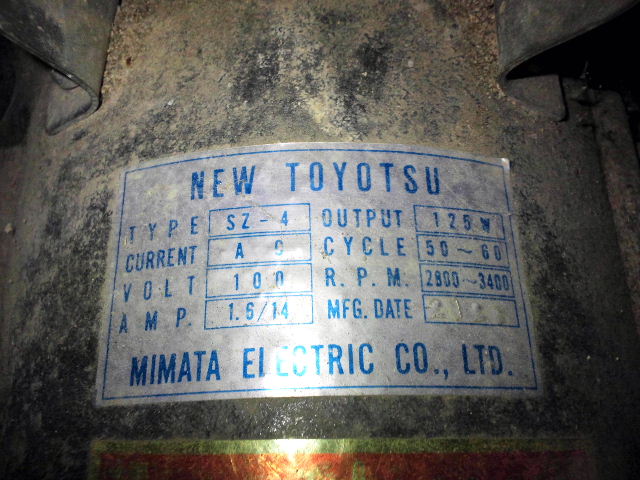 NEW TOYOTSU
TYPE SZ-4 OUTPUT 125W
CURRENT A C CYCLE 50~60
VOLT 100 R.P.M. 2800~3400
AMP. 1.6/14 MFG. DATE
MIMATA ELECTRIC CO., LTD.